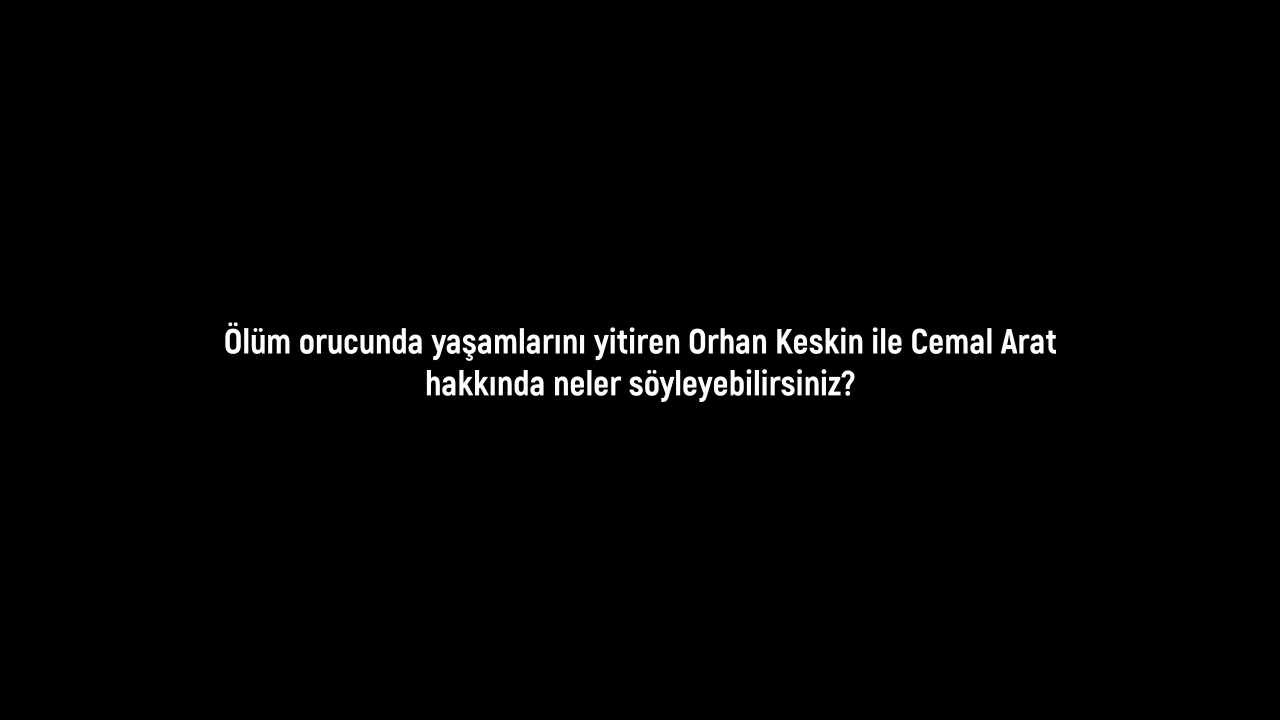 Ölüm orucunda yaşamlarını yitiren Orhan Keskin ile Cemal Arat
hakkında neler söyleyebilirsiniz?